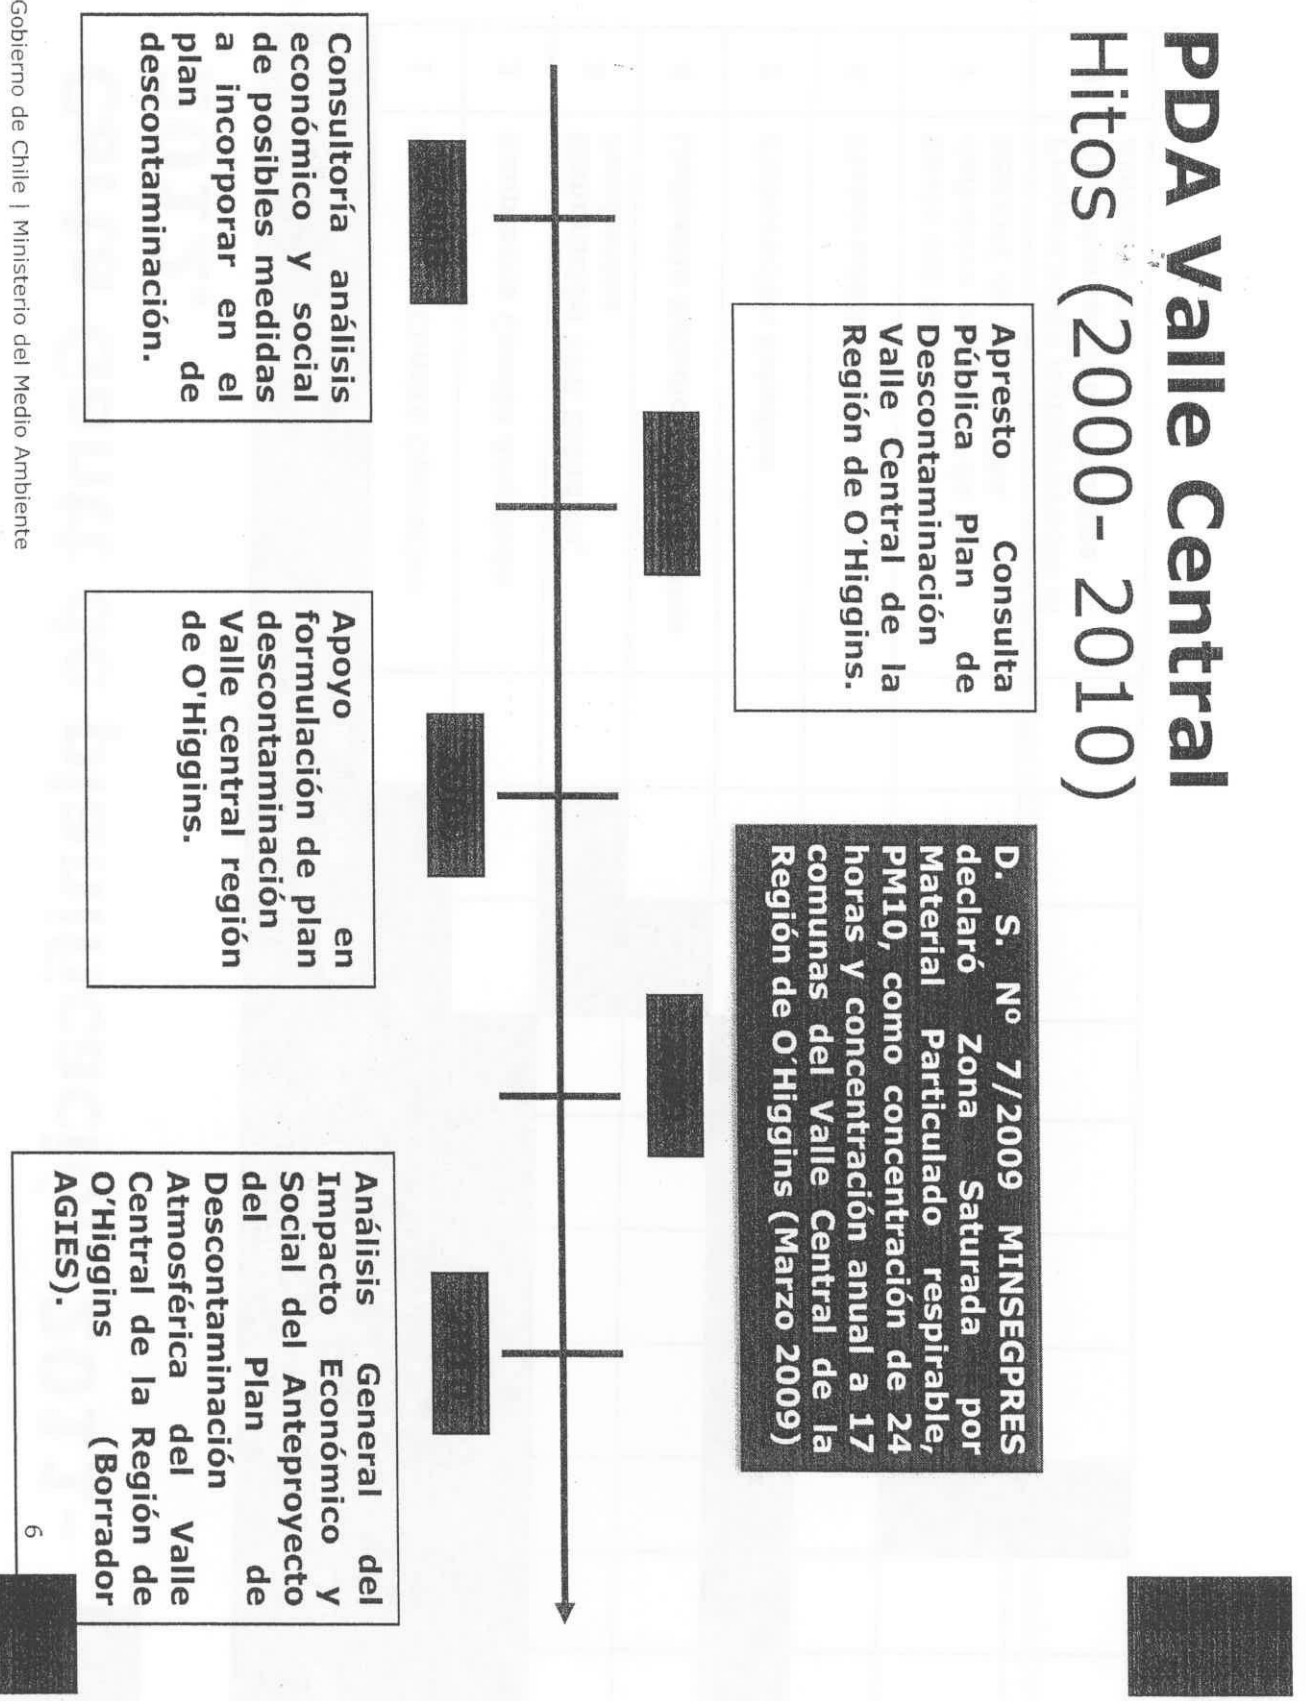 PDA Valle Central
Hitos (2000- 2010)
Apresto Consulta
Pública Plan de
Descontaminación
Valle Central de la
Región de O´Higgins.
D. S. Nº 7/2009 MINSEGPRES
declaró Zona Saturada por
Material Particulado respirable,
PM10, como concentración de 24
horas y concentración anual a 17
comunas del Valle Central de la
Región de O´Higgins (Marzo 2009)
Consultoría análisis
económico y social
de posibles medidas
a incorporar en el
plan de
descontaminación.
Apoyo en
formulación de plan
descontaminación
Valle central región
de O'Higgins.
Análisis General del
Impacto Económico y
Social del Anteproyecto
del Plan de
Descontaminación
Atmosférica del Valle
Central de la Región de
O’Higgins (Borrador
AGIES).
Gobierno de Chile | Ministerio del Medio Ambiente
6